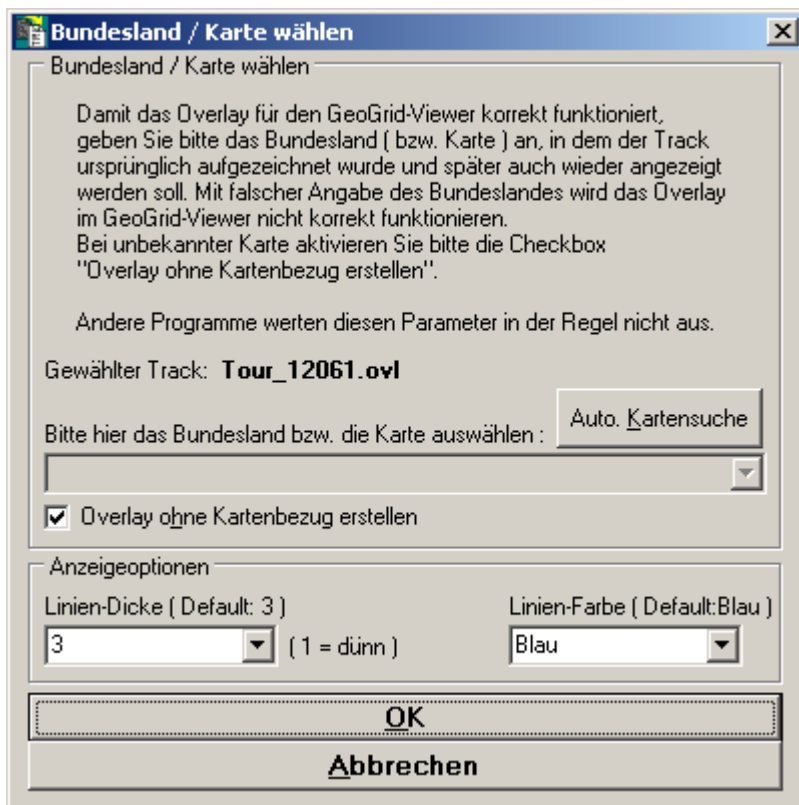 Bundesland / Karte wählen
Bundesland / Karte wählen
Damit das Overlay für den GeoGrid-Viewer korrekt funktioniert,
geben Sie bitte das Bundesland ( bzw. Karte ) an, in dem der Track
ursprünglich aufgezeichnet wurde und später auch wieder angezeigt
werden soll. Mit falscher Angabe des Bundeslandes wird das Overlay
im GeoGrid-Viewer nicht korrekt funktionieren.
Bei unbekannter Karte aktivieren Sie bitte die Checkbox
"Overlay ohne Kartenbezug erstellen".
Andere Programme werten diesen Parameter in der Regel nicht aus.
Gewählter Track: Tour_12061.ovl
Auto. Kartensuche
Bitte hier das Bundesland bzw. die Karte auswählen :
Overlay ohne Kartenbezug erstellen
Anzeigeoptionen
Linien-Dicke ( Default: 3 )
Linien-Farbe ( Default:Blau )
3
( 1 = dünn )
Blau
OK
Abbrechen